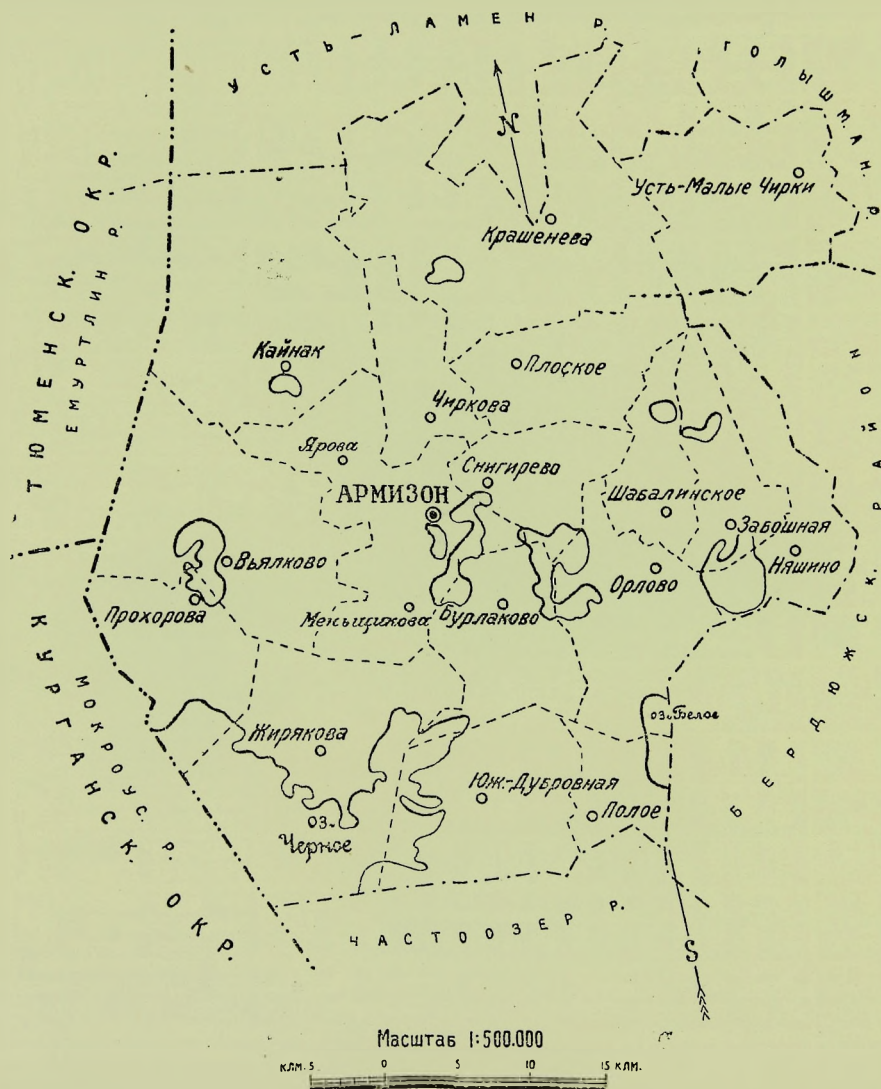 УСТЬ-ЛАМЕН Р.
ГОЛЫШМАН. Р.
N
Усть-Малые Чирки
Крашенева
ТЮМЕНСК. ОКР.
ЕМУРТЛИН Р.
Кайнак
Плоское
Чиркова
Ярова
Снигирево
АРМИЗОН
Шабалинское
Забошная
Няшино
Вьялково
Орлово
Прохорова
Меньщикова
Бурлаково
БЕРДЮЖСК. РАЙОН
КУРГАНСК. ОКР.
МОКРОУС. Р.
оз. Белое
Жирякова
Юж.-Дубровная
Полое
оз.
Черное
ЧАСТООЗЕР Р.
S
Масштаб 1:500.000
КЛМ. 5 0 5 10 15 КЛМ.